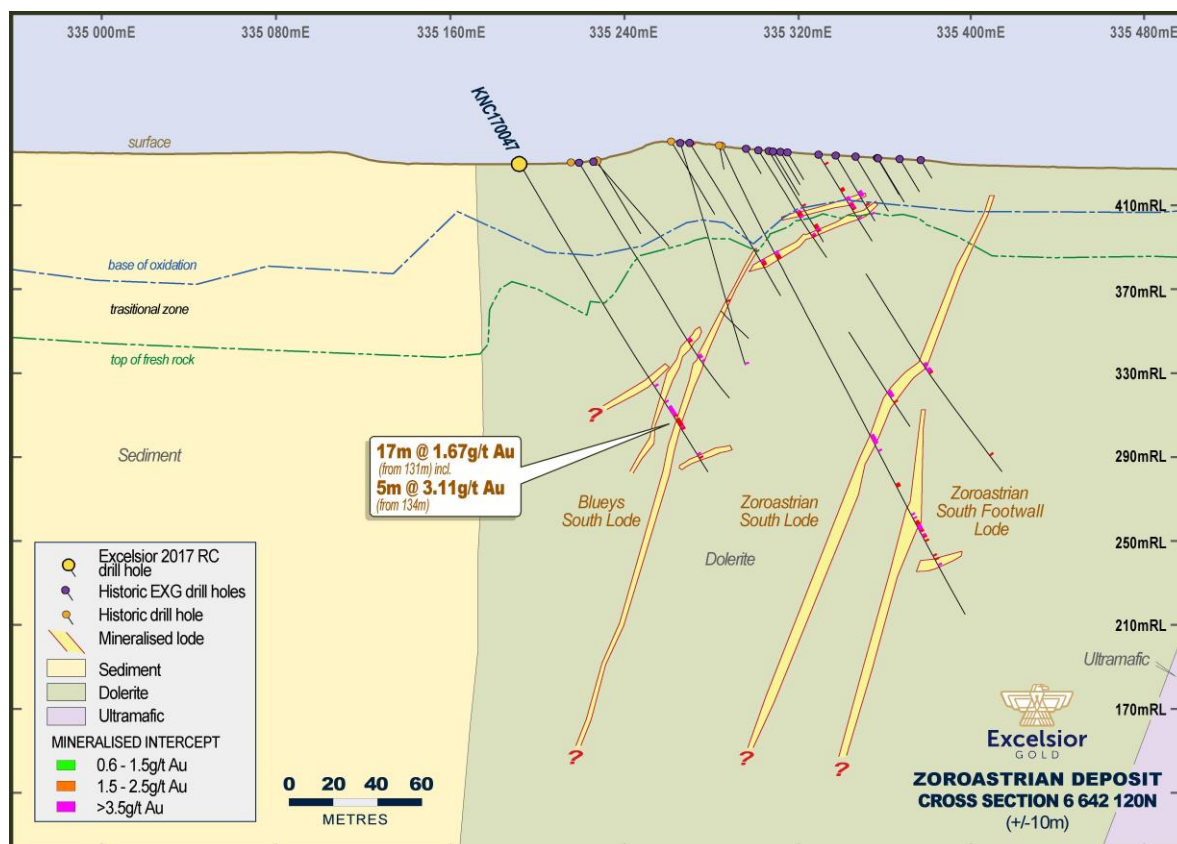 335 000mE
335 080mE
335 160mE
335 240mE
335 320mE
335 400mE
335 480mE
KNC170047
surface
410mRL
base of oxidation
370mRL
trasitional zone
top of fresh rock
330mRL
?
17m @ 1.67g/t Au
(from 131m) incl.
5m @ 3.11g/t Au
(from 134m)
Sediment
290mRL
Blueys
South Lode
Zoroastrian
South Lode
Zoroastrian
South Footwall
Lode
Dolerite
250mRL
210mRL
Ultramafic
170mRL
?
?
?
Excelsior 2017 RC
drill hole
Historic EXG drill holes
Historic drill hole
Mineralised lode
Sediment
Dolerite
Ultramafic
MINERALISED INTERCEPT
0.6 - 1.5g/t Au
1.5 - 2.5g/t Au
>3.5g/t Au
0 20 40 60
METRES
Excelsior
GOLD
ZOROASTRIAN DEPOSIT
CROSS SECTION 6 642 120N
(+/-10m)